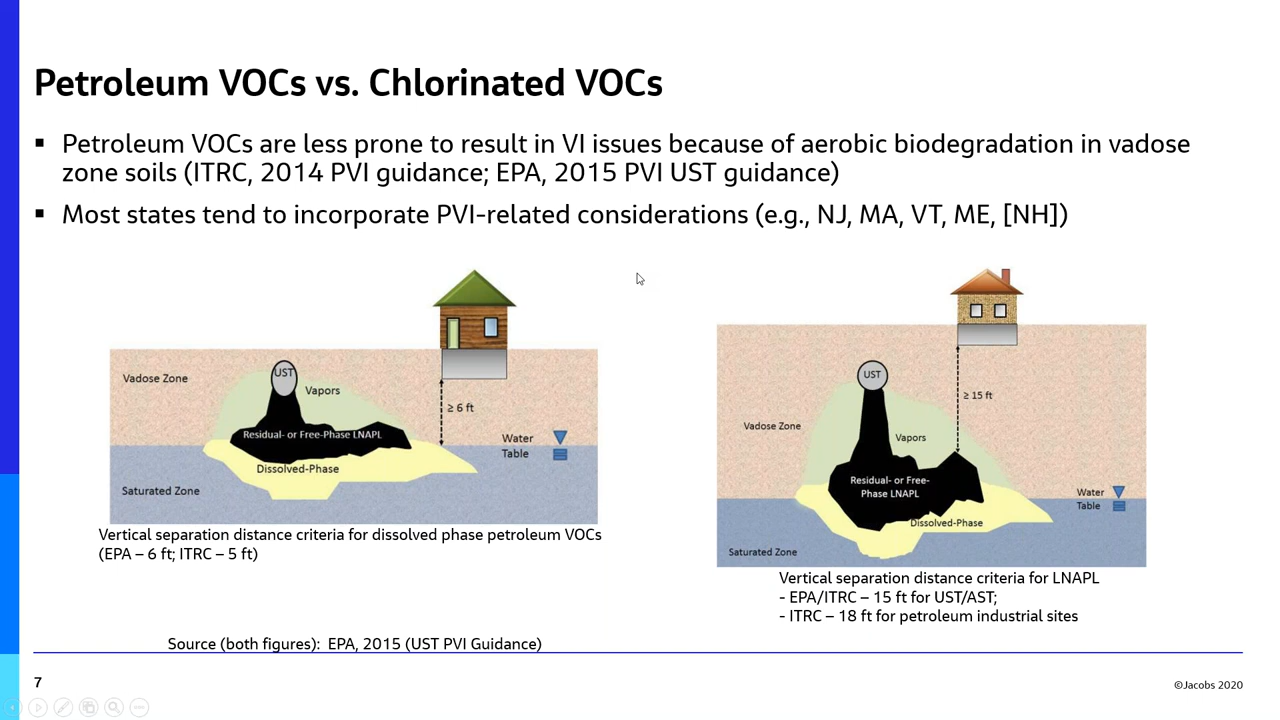 Petroleum VOCs vs. Chlorinated VOCs
▪ Petroleum VOCs are less prone to result in VI issues because of aerobic biodegradation in vadose
zone soils (ITRC, 2014 PVI guidance; EPA, 2015 PVI UST guidance)
▪ Most states tend to incorporate PVI-related considerations (e.g., NJ, MA, VT, ME, [NH])
UST
Vadose Zone
Vapors
≥ 6 ft
Residual- or Free-Phase LNAPL
Water
Table
Dissolved-Phase
Saturated Zone
Vertical separation distance criteria for dissolved phase petroleum VOCs
(EPA – 6 ft; ITRC – 5 ft)
UST
≥ 15 ft
Vadose Zone
Vapors
Residual- or Free-
Phase LNAPL
Water
Table
Dissolved-Phase
Saturated Zone
Vertical separation distance criteria for LNAPL
- EPA/ITRC – 15 ft for UST/AST;
- ITRC – 18 ft for petroleum industrial sites
Source (both figures):  EPA, 2015 (UST PVI Guidance)
7
©Jacobs 2020